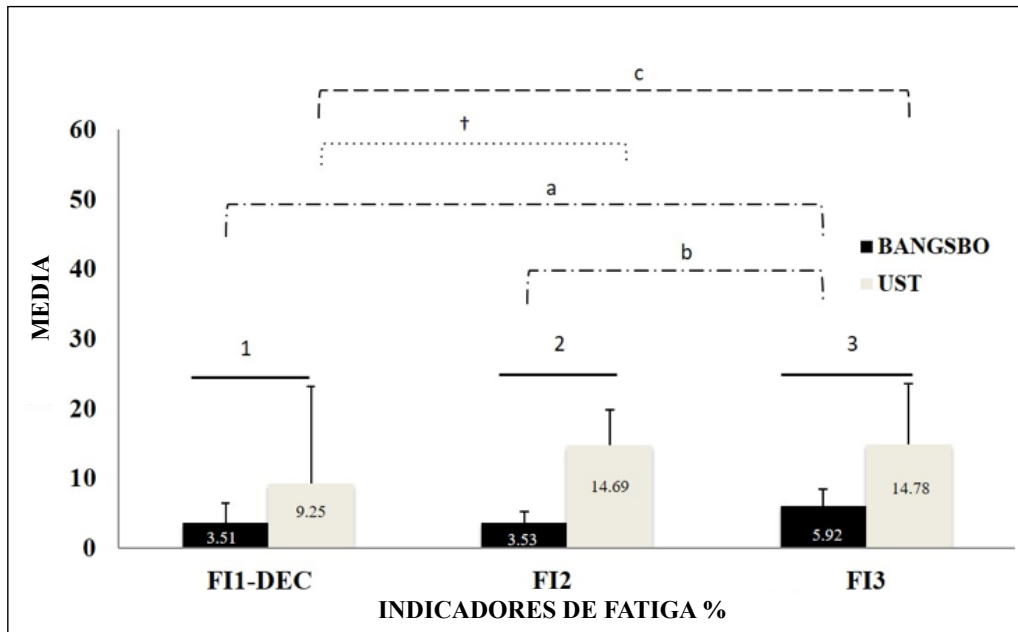 c
60
†
50
a
BANGSBO
40
b
UST
MEDIA
30
1
2
3
20
10
14.69
14.78
9.25
3.51
3.53
5.92
0
FI1-DEC
FI2
FI3
INDICADORES DE FATIGA %